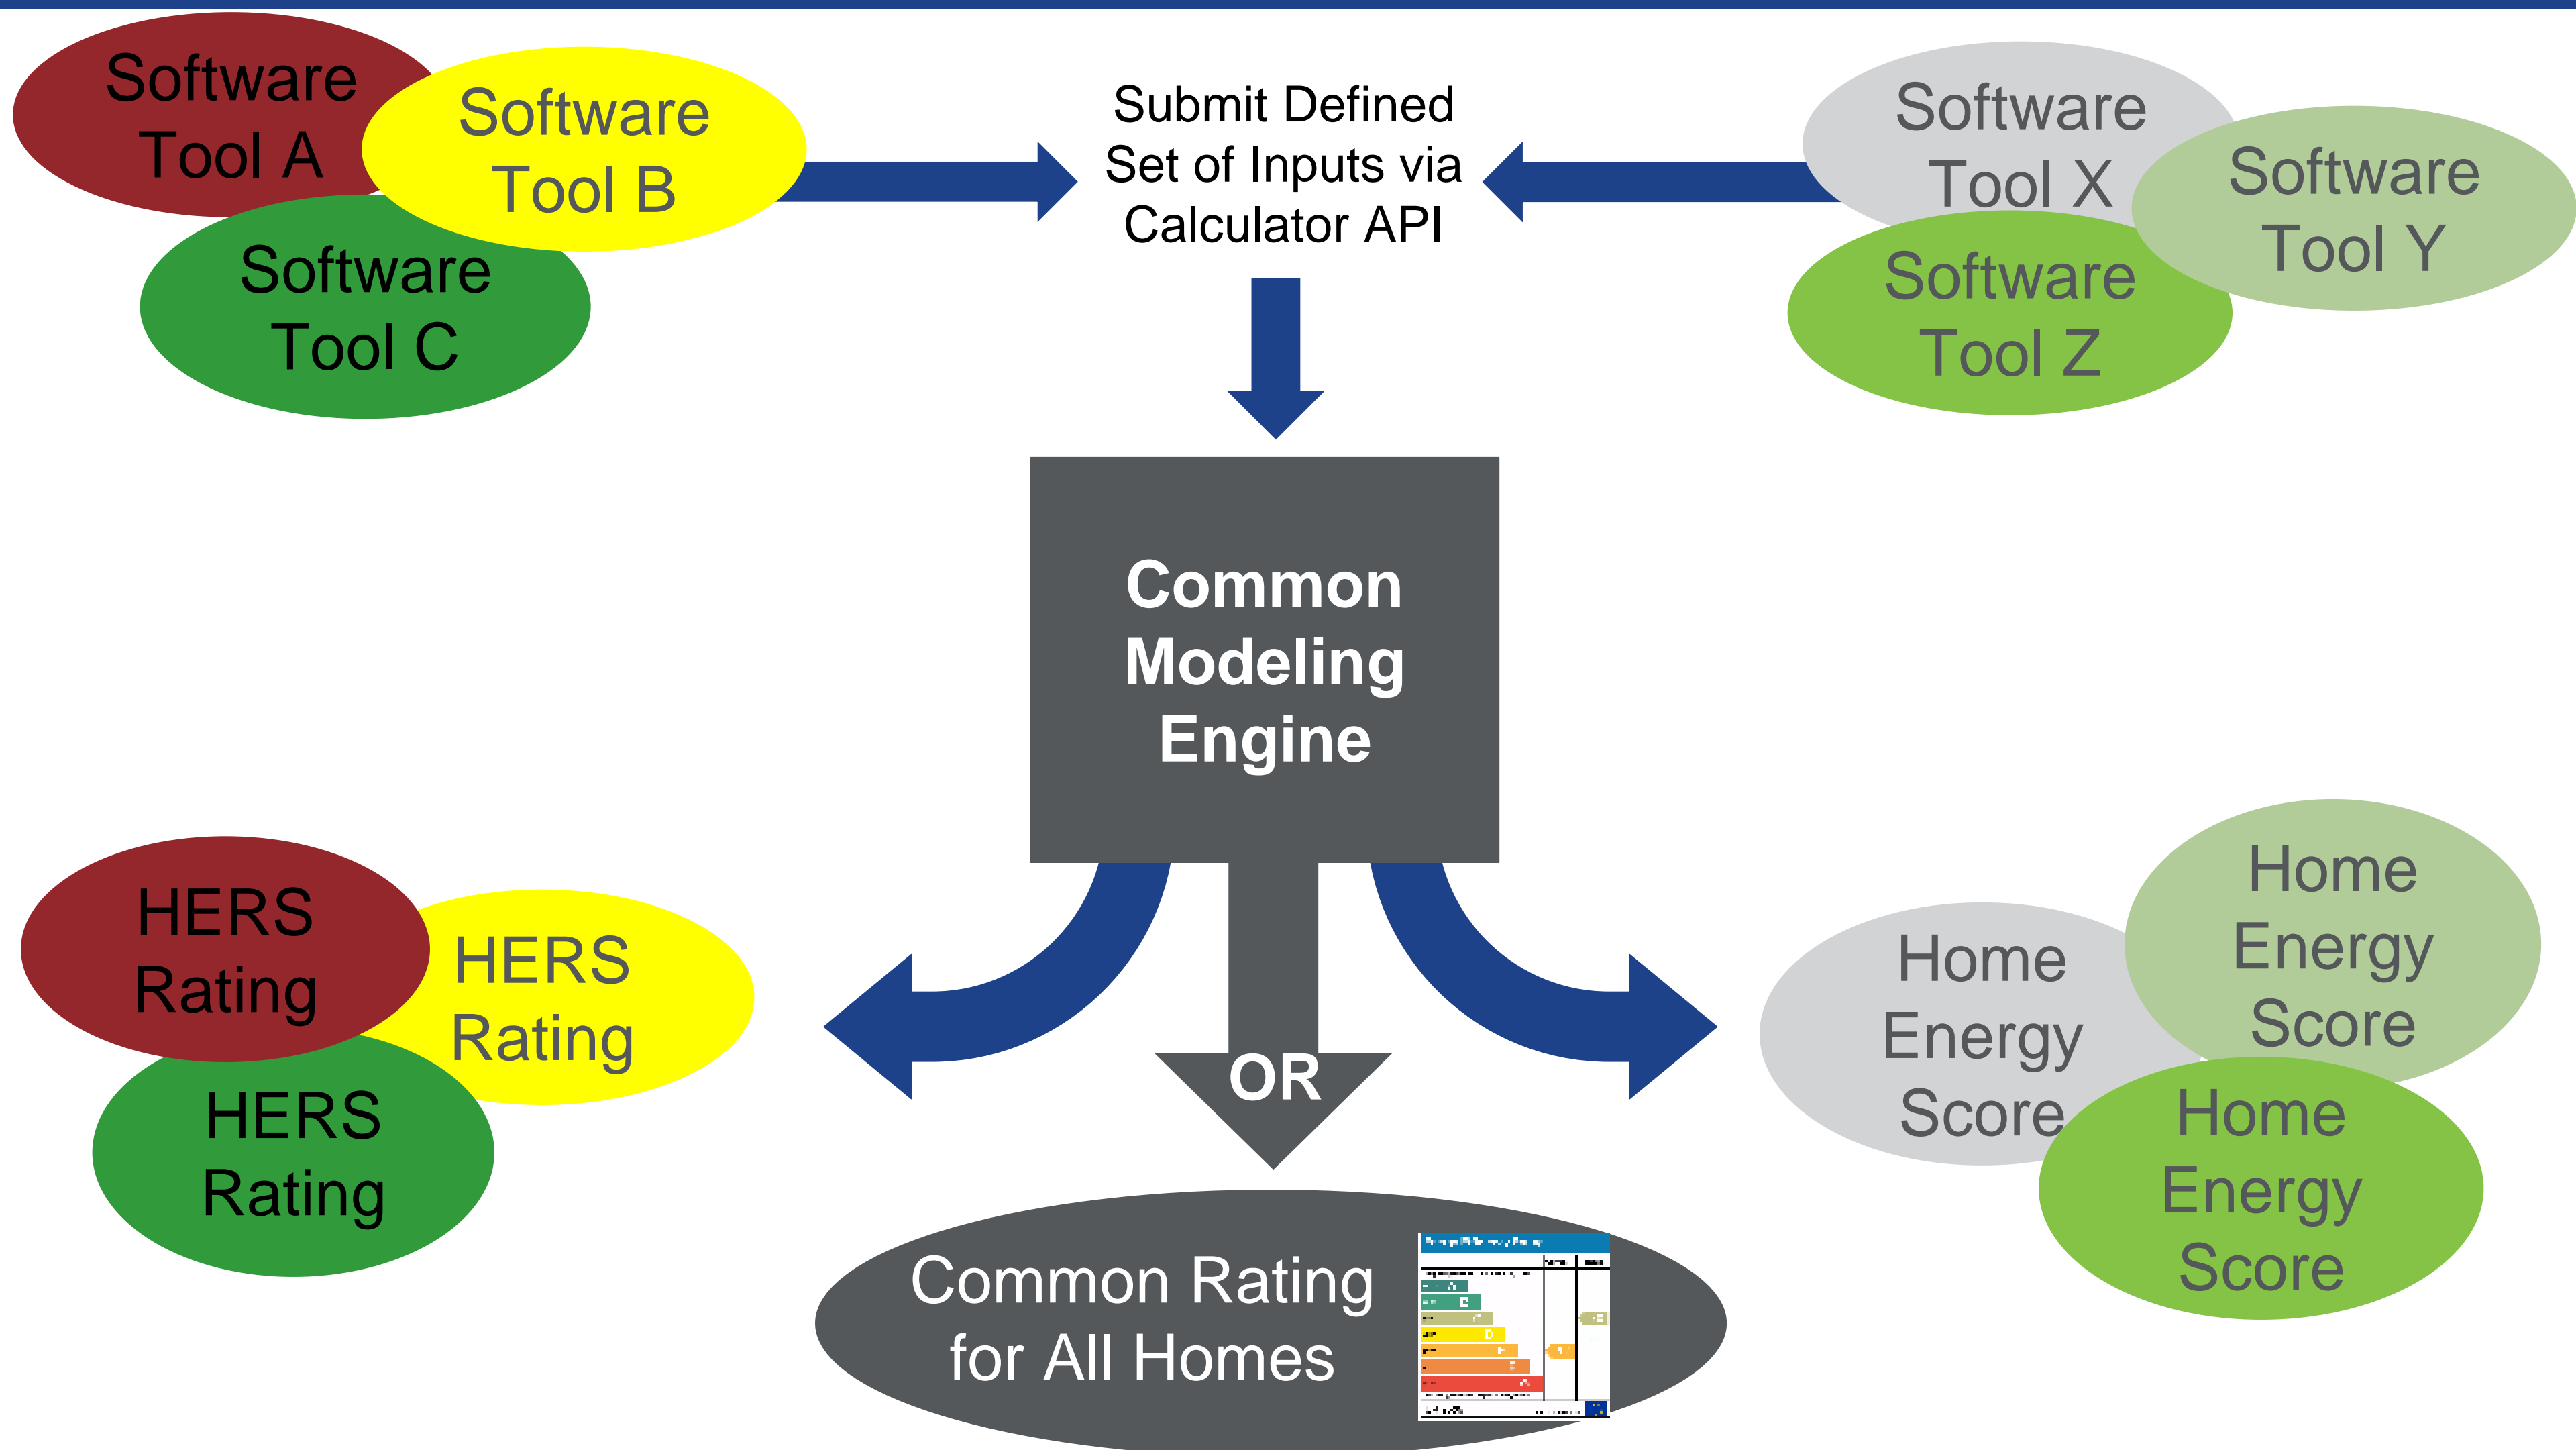 Software
Tool A
Software
Tool B
Software
Tool C
Submit Defined
Set of Inputs via
Calculator API
Software
Tool X
Software
Tool Y
Software
Tool Z
Common
Modeling
Engine
HERS
Rating
HERS
Rating
HERS
Rating
OR
Home
Energy
Score
Home
Energy
Score
Home
Energy
Score
Common Rating
for All Homes
D